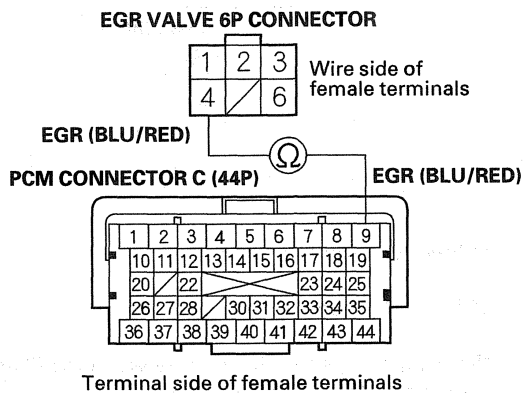 EGR VALVE 6P CONNECTOR
1 2 3
4 6
Wire side of
female terminals
EGR (BLU/RED)
Ω
PCM CONNECTOR C (44P)
EGR (BLU/RED)
1 2 3 4 5 6 7 8 9
10 11 12 13 14 15 16 17 18 19
20 22 23 24 25
26 27 28 30 31 32 33 34 35
36 37 38 39 40 41 42 43 44
Terminal side of female terminals